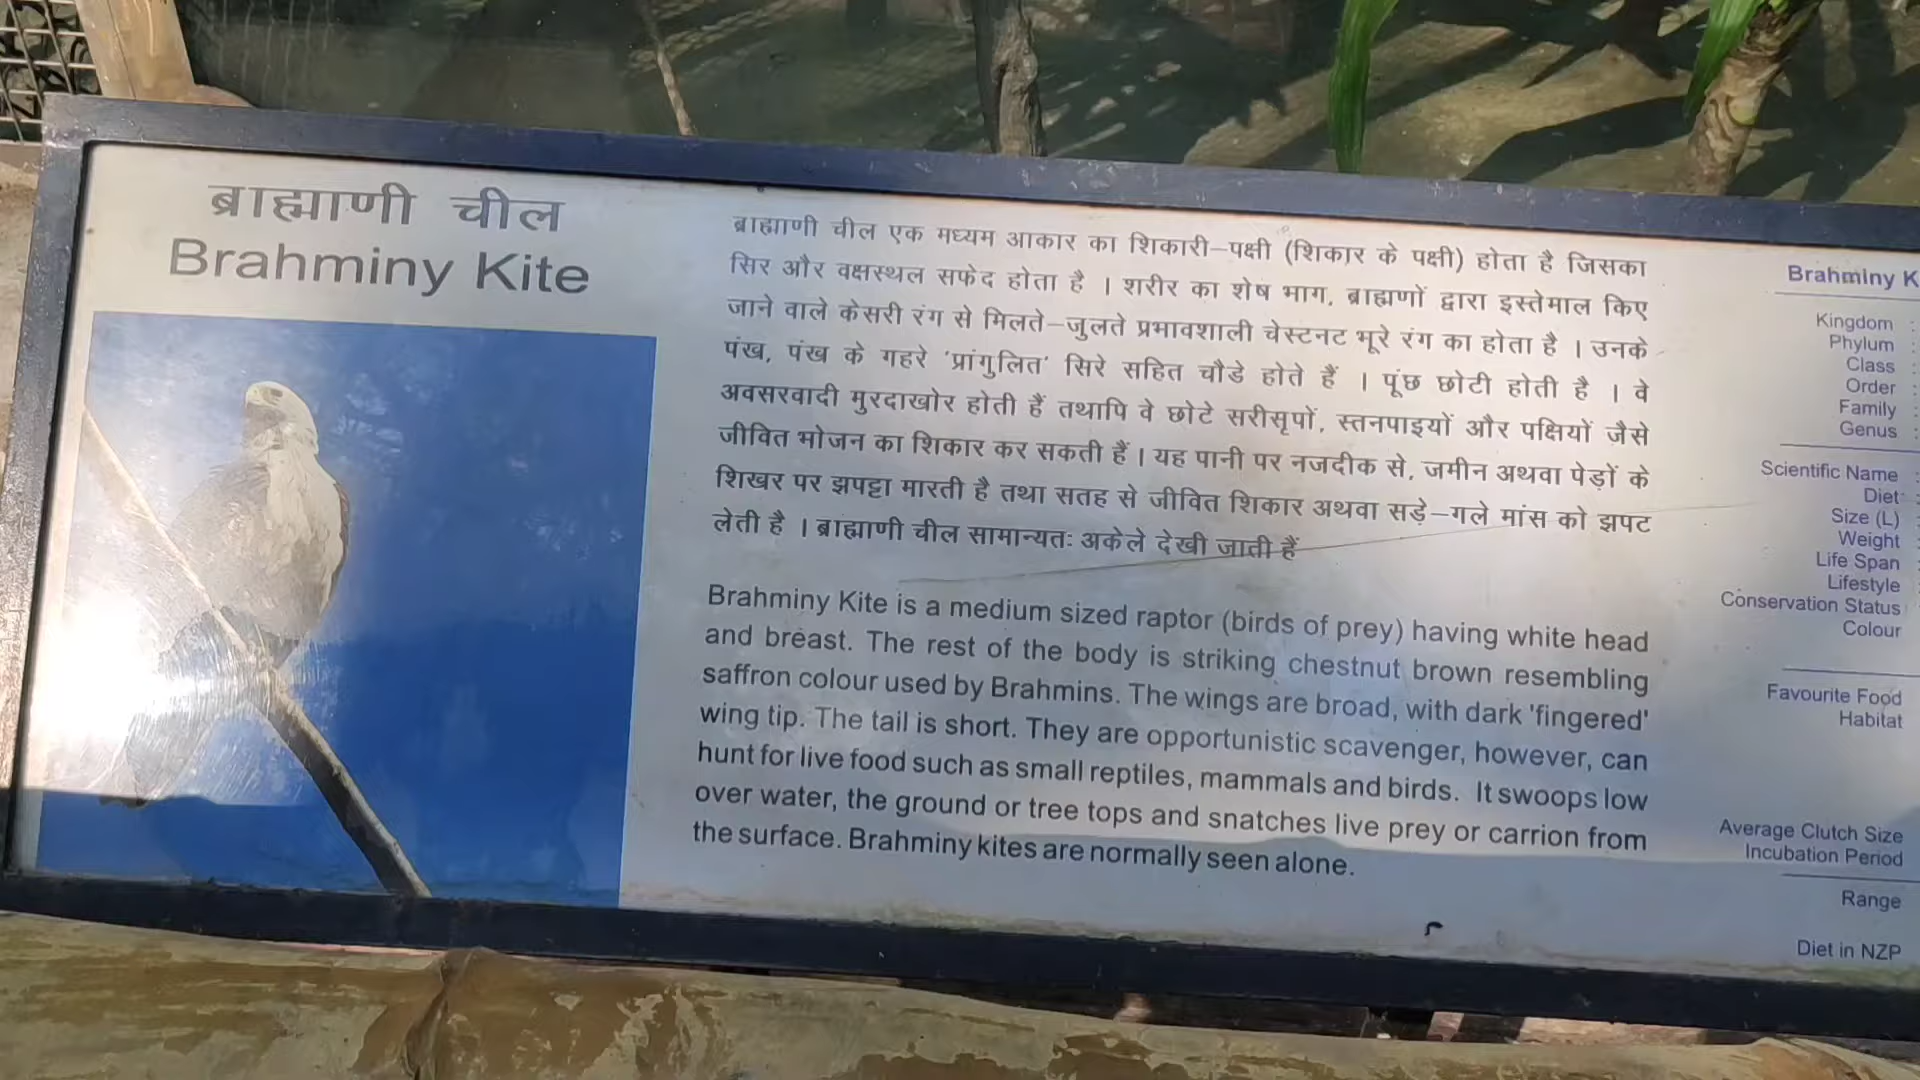 ब्राह्माणी चील
Brahminy Kite
ब्राह्माणी चील एक मध्यम आकार का शिकारी–पक्षी (शिकार के पक्षी) होता है जिसका
सिर और वक्षस्थल सफेद होता है । शरीर का शेष भाग, ब्राह्मणों द्वारा इस्तेमाल किए
जाने वाले केसरी रंग से मिलते–जुलते प्रभावशाली चेस्टनट भूरे रंग का होता है । उनके
पंख, पंख के गहरे 'प्रांगुलित' सिरे सहित चौडे होते हैं । पूंछ छोटी होती है । वे
अवसरवादी मुरदाखोर होती हैं तथापि वे छोटे सरीसृपों, स्तनपाइयों और पक्षियों जैसे
जीवित भोजन का शिकार कर सकती हैं । यह पानी पर नजदीक से, जमीन अथवा पेड़ों के
शिखर पर झपट्टा मारती है तथा सतह से जीवित शिकार अथवा सड़े–गले मांस को झपट
लेती है । ब्राह्माणी चील सामान्यतः अकेले देखी जाती हैं
Brahminy Kite is a medium sized raptor (birds of prey) having white head
and breast. The rest of the body is striking chestnut brown resembling
saffron colour used by Brahmins. The wings are broad, with dark 'fingered'
wing tip. The tail is short. They are opportunistic scavenger, however, can
hunt for live food such as small reptiles, mammals and birds. It swoops low
over water, the ground or tree tops and snatches live prey or carrion from
the surface. Brahminy kites are normally seen alone.
Brahminy K
Kingdom :
Phylum :
Class :
Order :
Family :
Genus :
Scientific Name :
Diet :
Size (L) :
Weight :
Life Span :
Lifestyle
Conservation Status
Colour
Favourite Food
Habitat
Average Clutch Size
Incubation Period
Range
Diet in NZP